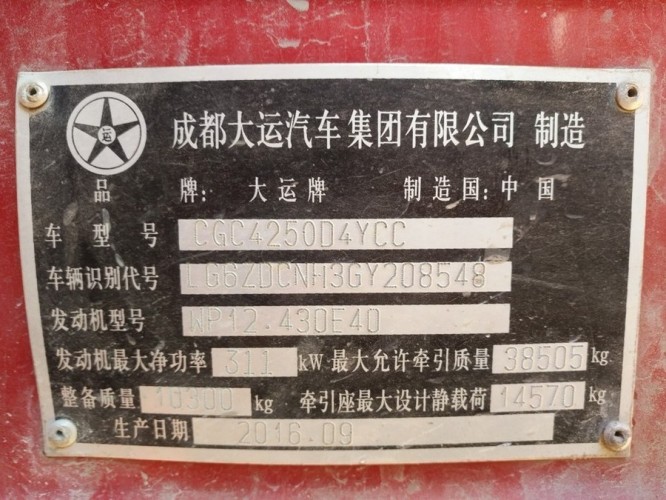 运
成都大运汽车集团有限公司 制造
品 牌: 大运牌 制造国:中国
车型号 CGC4250D4YCC
车辆识别代号 LG6ZDCNH3GY208548
发动机型号 WP12.430E40
发动机最大净功率 311 kW 最大允许牵引质量 38505 kg
整备质量 10300 kg 牵引座最大设计静载荷 14570 kg
生产日期 2016.09